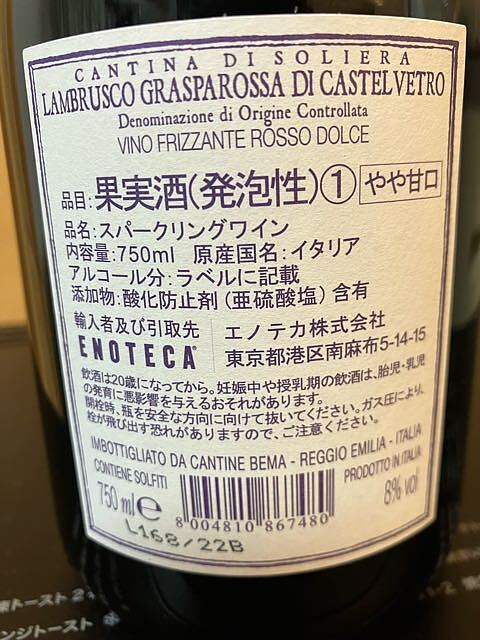 CANTINA DI SOLIERA
LAMBRUSCO GRASPAROSSA DI CASTELVETRO
Denominazione di Origine Controllata
VINO FRIZZANTE ROSSO DOLCE
品目:果実酒(発泡性)① やや甘口
品名:スパークリングワイン
内容量:750ml 原産国名:イタリア
アルコール分:ラベルに記載
添加物:酸化防止剤(亜硫酸塩)含有
輸入者及び引取先
ENOTECA
エノテカ株式会社
東京都港区南麻布5-14-15
飲酒は20歳になってから。妊娠中や授乳期の飲酒は、胎児・乳児
の発育に悪影響を与えるおそれがあります。
開栓時、瓶を安全な方向に向けて抜いてください。ガス圧により、
栓が飛び出す恐れがありますので、ご注意ください。
IMBOTTIGLIATO DA CANTINE BEMA - REGGIO EMILIA - ITALIA
CONTIENE SOLFITI
PRODOTTO IN ITALIA
750 ml e
8% vol
8 004810 867480
L168/22B
トースト
ンジトースト